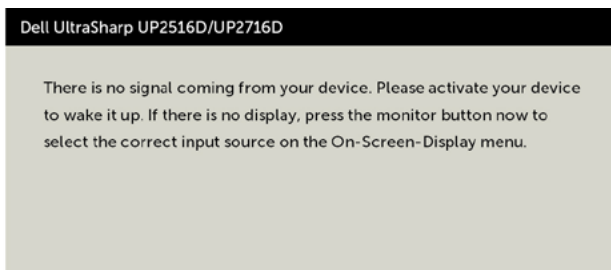 Dell UltraSharp UP2516D/UP2716D
There is no signal coming from your device. Please activate your device
to wake it up. If there is no display, press the monitor button now to
select the correct input source on the On-Screen-Display menu.